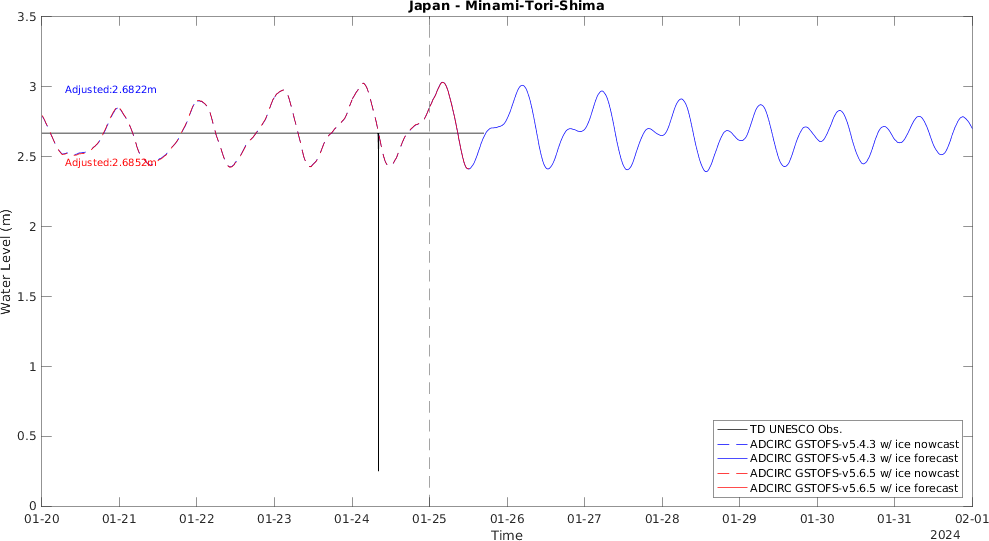 Japan - Minami-Tori-Shima
3.5
3
2.5
2
1.5
1
0.5
0
Water Level (m)
Adjusted:2.6822m
Adjusted:2.6852m
TD UNESCO Obs.
ADCIRC GSTOFS-v5.4.3 w/ ice nowcast
ADCIRC GSTOFS-v5.4.3 w/ ice forecast
ADCIRC GSTOFS-v5.6.5 w/ ice nowcast
ADCIRC GSTOFS-v5.6.5 w/ ice forecast
01-20 01-21 01-22 01-23 01-24 01-25 01-26 01-27 01-28 01-29 01-30 01-31 02-01
Time
2024